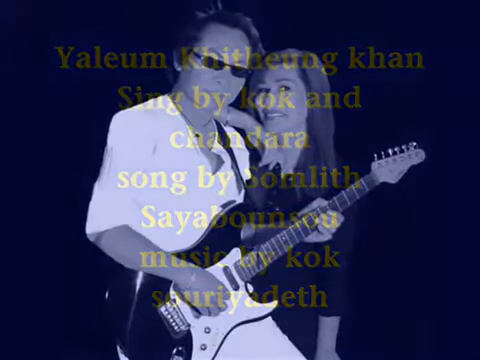 Yaleum Khitheung khan
Sing by kok and
chandara
song by Somlith
Sayabounsou
music by kok
souriyadeth